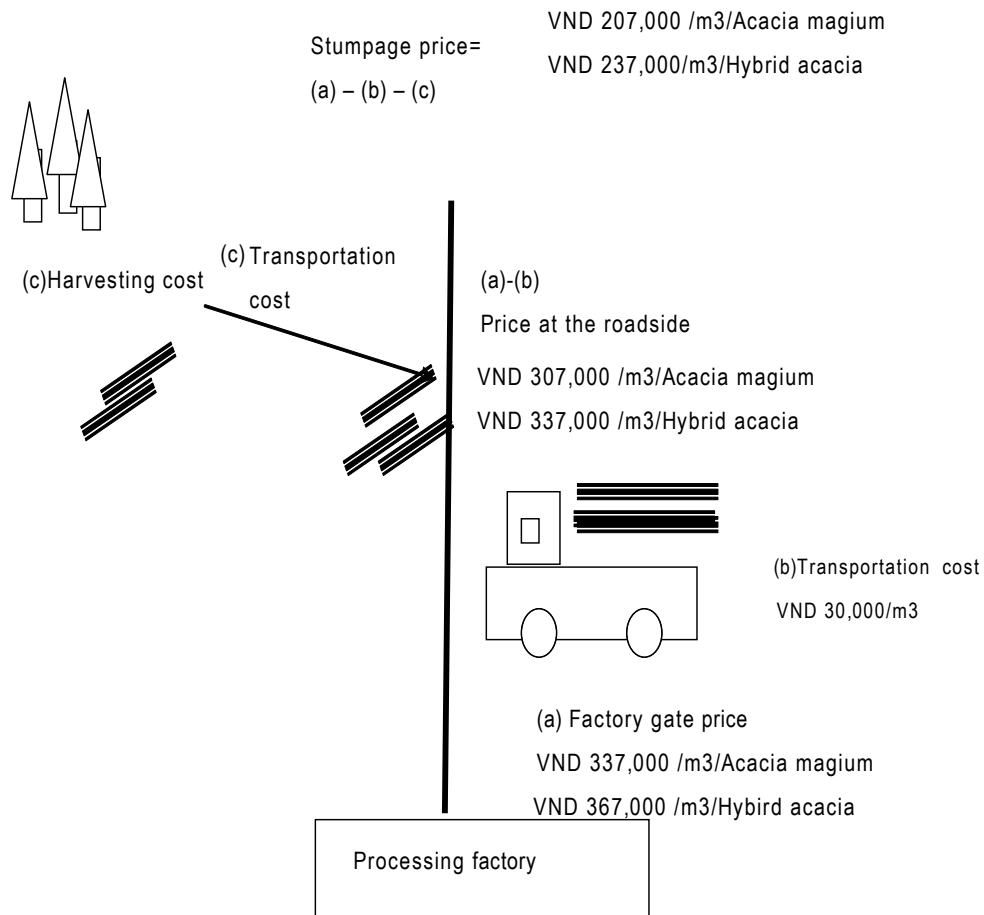 VND 207,000 /m3/Acacia magium
Stumpage price=
VND 237,000/m3/Hybrid acacia
(a) – (b) – (c)
(c)Harvesting cost
(c) Transportation
cost
(a)-(b)
Price at the roadside
VND 307,000 /m3/Acacia magium
VND 337,000 /m3/Hybrid acacia
(b)Transportation cost
VND 30,000/m3
(a) Factory gate price
VND 337,000 /m3/Acacia magium
VND 367,000 /m3/Hybird acacia
Processing factory